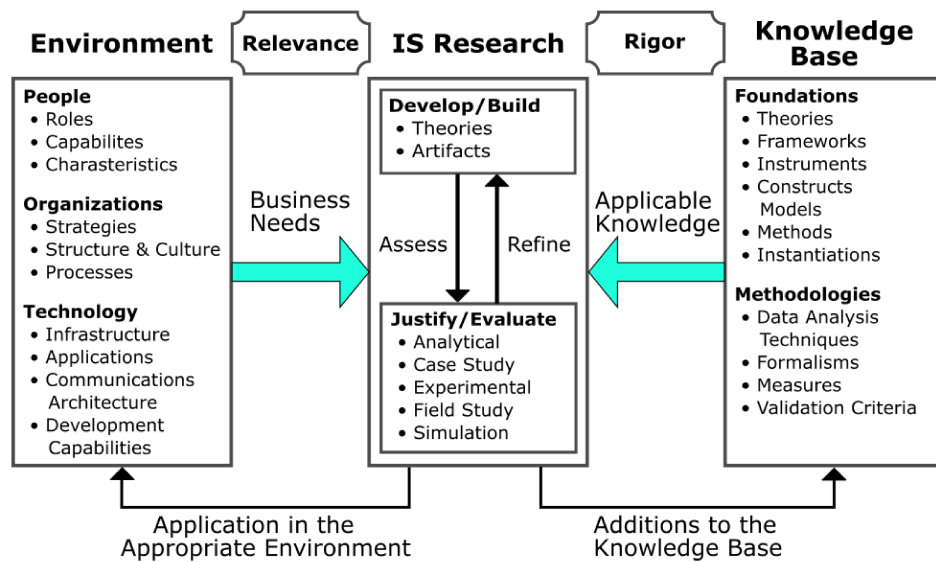 Environment
Relevance
IS Research
Rigor
Knowledge
Base
People
• Roles
• Capabilites
• Charasteristics
Organizations
• Strategies
• Structure & Culture
• Processes
Technology
• Infrastructure
• Applications
• Communications
Architecture
• Development
Capabilities
Business
Needs
Develop/Build
• Theories
• Artifacts
Assess
Refine
Justify/Evaluate
• Analytical
• Case Study
• Experimental
• Field Study
• Simulation
Applicable
Knowledge
Foundations
• Theories
• Frameworks
• Instruments
• Constructs
Models
• Methods
• Instantiations
Methodologies
• Data Analysis
Techniques
• Formalisms
• Measures
• Validation Criteria
Application in the
Appropriate Environment
Additions to the
Knowledge Base